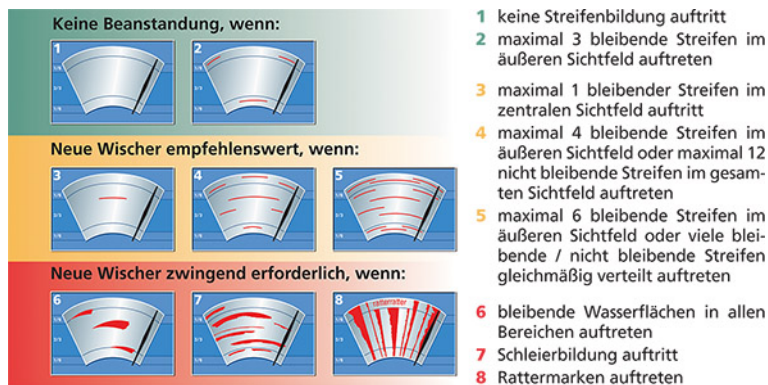 Keine Beanstandung, wenn:
1
2
Neue Wischer empfehlenswert, wenn:
3
4
5
Neue Wischer zwingend erforderlich, wenn:
6
7
8
ratterratter
1 keine Streifenbildung auftritt
2 maximal 3 bleibende Streifen im
äußeren Sichtfeld auftreten
3 maximal 1 bleibender Streifen im
zentralen Sichtfeld auftritt
4 maximal 4 bleibende Streifen im
äußeren Sichtfeld oder maximal 12
nicht bleibende Streifen im gesam-
ten Sichtfeld auftreten
5 maximal 6 bleibende Streifen im
äußeren Sichtfeld oder viele blei-
bende / nicht bleibende Streifen
gleichmäßig verteilt auftreten
6 bleibende Wasserflächen in allen
Bereichen auftreten
7 Schleierbildung auftritt
8 Rattermarken auftreten